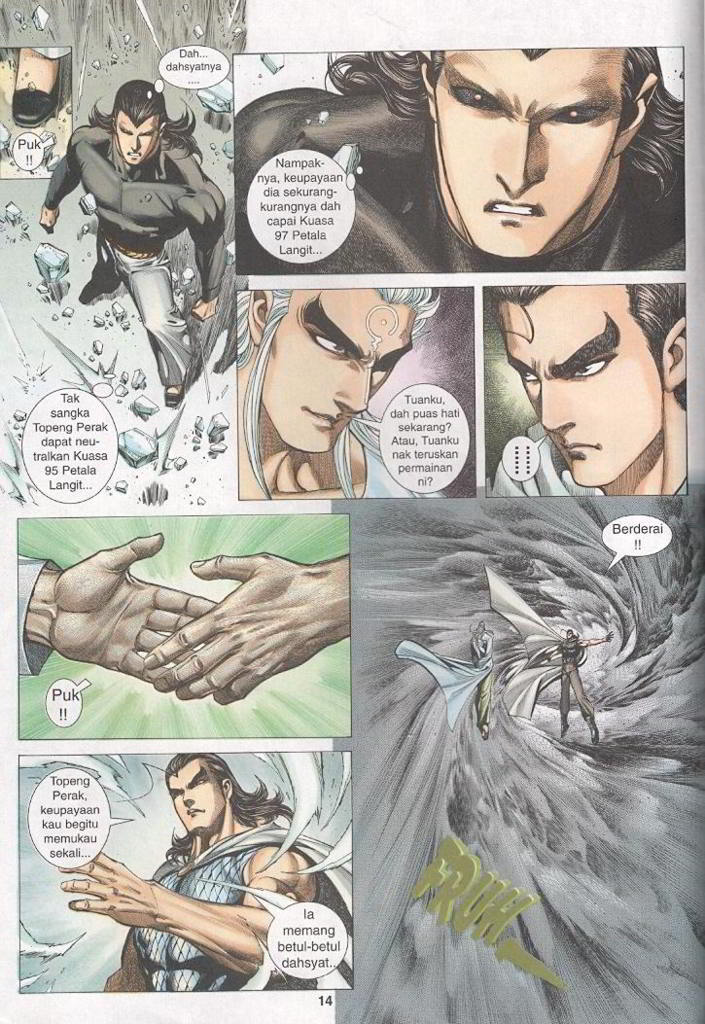 Puk
!!
Dah...
dahsyatnya
....
Nampak-
nya, keupayaan
dia sekurang-
kurangnya dah
capai Kuasa
97 Petala
Langit...
Tak
sangka
Topeng Perak
dapat neu-
tralkan Kuasa
95 Petala
Langit...
Tuanku,
dah puas hati
sekarang?
Atau, Tuanku
nak teruskan
permainan
ni?
Puk
!!
Berderai
!!
Topeng
Perak,
keupayaan
kau begitu
memukau
sekali...
Ia
memang
betul-betul
dahsyat..
PRUH
14